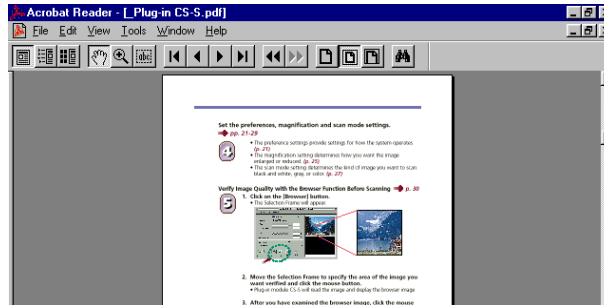 Acrobat Reader - [_Plug-in CS-S.pdf]
File Edit View Tools Window Help
abc
Set the preferences, magnification and scan mode settings.
pp. 21-29
4
• The preference settings provide settings for how the system operates
(p. 21)
• The magnification setting determines how you want the image
enlarged or reduced. (p. 25)
• The scan mode setting determines the kind of image you want to scan
black and white, gray, or color. (p. 27)
Verify Image Quality with the Browser Function Before Scanning p. 30
5
1. Click on the [Browser] button.
• The Selection Frame will appear.
2. Move the Selection Frame to specify the area of the image you
want verified and click the mouse button.
• Plug-in module CS-S will read the image and display the browser image
3. After you have examined the browser image, click the mouse